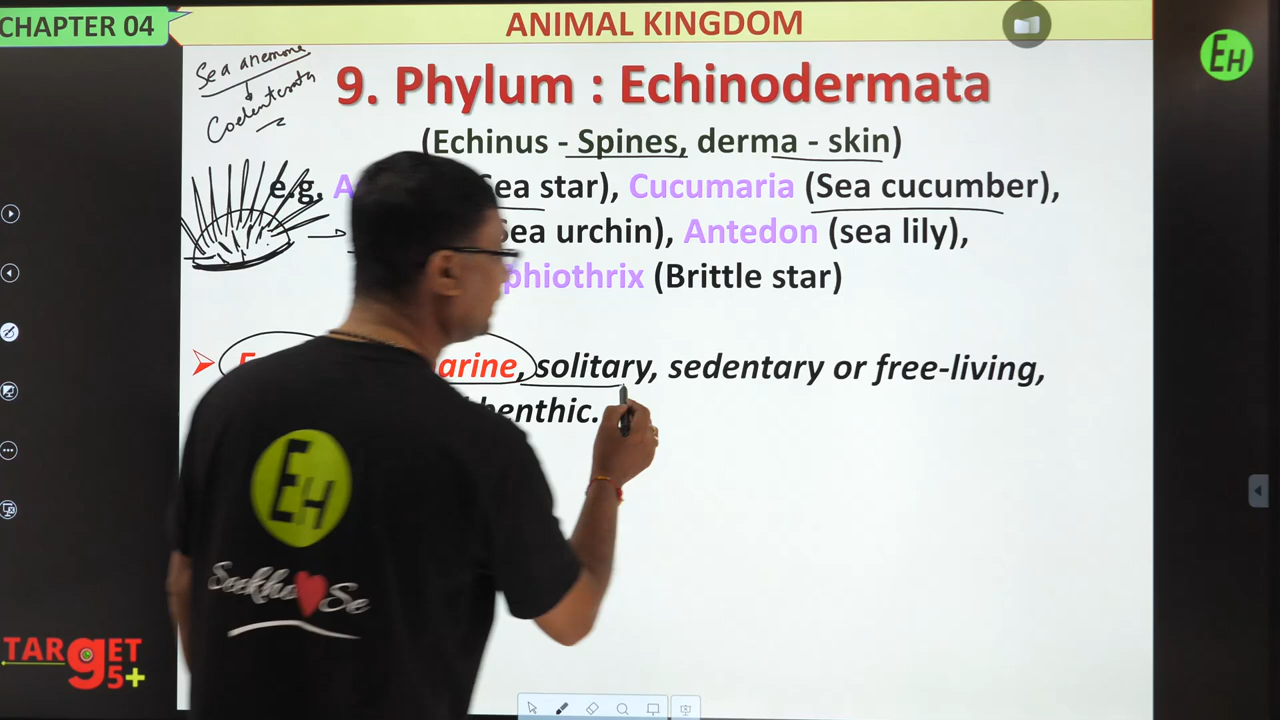 CHAPTER 04
ANIMAL KINGDOM
EH
Sea anemone
Coelenterata
9. Phylum : Echinodermata
(Echinus - Spines, derma - skin)
e.g. A Sea star), Cucumaria (Sea cucumber),
Sea urchin), Antedon (sea lily),
phiothrix (Brittle star)
arine, solitary, sedentary or free-living,
benthic.
EH
Seekho Se
TARgET
5+